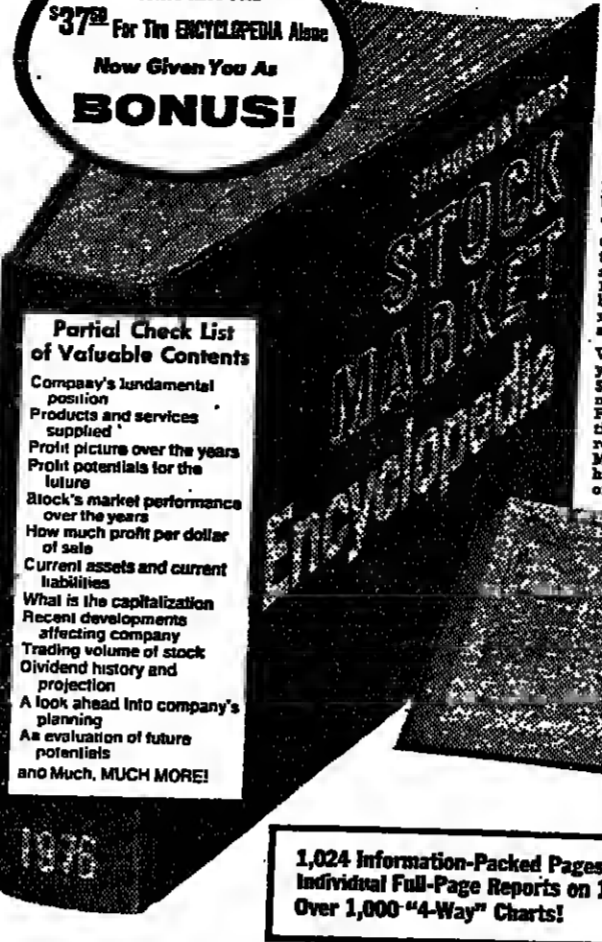 $37.50 For The ENCYCLOPEDIA Alone
Now Given You As
BONUS!
STANDARD & POOR'S
STOCK
MARKET
Encyclopedia
Partial Check List
of Valuable Contents
Company's fundamental
position
Products and services
supplied
Profit picture over the years
Profit potentials for the
future
Stock's market performance
over the years
How much profit per dollar
of sale
Current assets and current
liabilities
What is the capitalization
Recent developments
affecting company
Trading volume of stock
Dividend history and
projection
A look ahead into company's
planning
An evaluation of future
potentials
and Much, MUCH MORE!
1976
1,024 Information-Packed Pages
Individual Full-Page Reports on 1
Over 1,000 "4-Way" Charts!